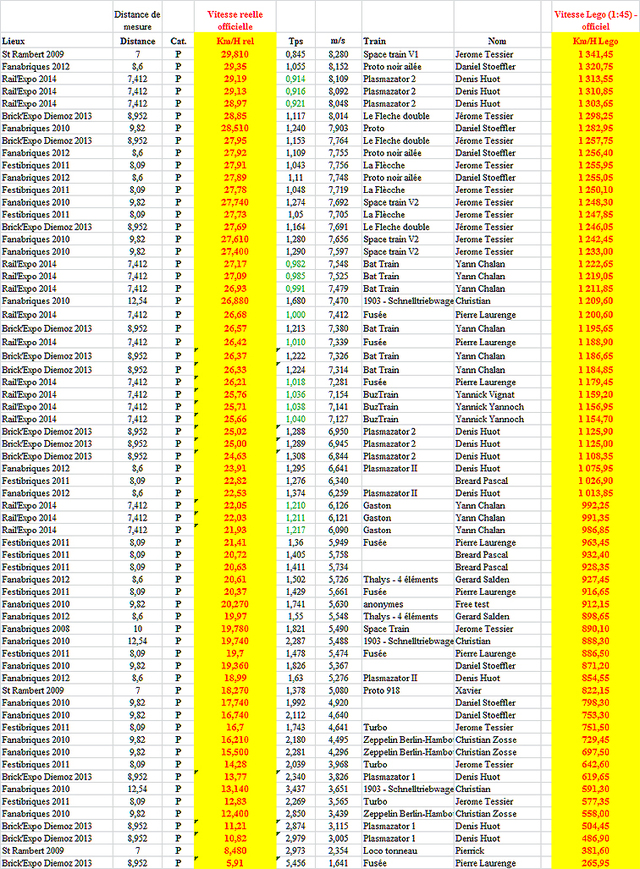 Distance de mesure Vitesse reelle officielle Vitesse Lego (1:45) - officiel
Lieux Distance Cat. Km/H rel Tps m/s Train Nom Km/H Lego
St Rambert 2009 7 P 29,810 0,845 8,280 Space train V1 Jerome Tessier 1 341,45
Fanabriques 2012 8,6 P 29,35 1,055 8,152 Proto noir ailée Daniel Stoeffler 1 320,75
Rail'Expo 2014 7,412 P 29,19 0,914 8,109 Plasmazator 2 Denis Huot 1 313,55
Rail'Expo 2014 7,412 P 29,13 0,916 8,092 Plasmazator 2 Denis Huot 1 310,85
Rail'Expo 2014 7,412 P 28,97 0,921 8,048 Plasmazator 2 Denis Huot 1 303,65
Brick'Expo Diemoz 2013 8,952 P 28,85 1,117 8,014 Le Fleche double Jérome Tessier 1 298,25
Fanabriques 2010 9,82 P 28,510 1,240 7,903 Proto Daniel Stoeffler 1 282,95
Brick'Expo Diemoz 2013 8,952 P 27,95 1,153 7,764 Le Fleche double Jérome Tessier 1 257,75
Fanabriques 2012 8,6 P 27,92 1,109 7,755 Proto noir ailée Daniel Stoeffler 1 256,40
Festibriques 2011 8,09 P 27,91 1,043 7,756 La Flècche Jerome Tessier 1 255,95
Fanabriques 2012 8,6 P 27,89 1,11 7,748 Proto noir ailée Daniel Stoeffler 1 255,05
Festibriques 2011 8,09 P 27,78 1,048 7,719 La Flècche Jerome Tessier 1 250,10
Fanabriques 2010 9,82 P 27,740 1,274 7,692 Space train V2 Jerome Tessier 1 248,30
Festibriques 2011 8,09 P 27,73 1,05 7,705 La Flècche Jerome Tessier 1 247,85
Brick'Expo Diemoz 2013 8,952 P 27,69 1,164 7,691 Le Fleche double Jérome Tessier 1 246,05
Fanabriques 2010 9,82 P 27,610 1,280 7,656 Space train V2 Jerome Tessier 1 242,45
Fanabriques 2010 9,82 P 27,400 1,290 7,597 Space train V2 Jerome Tessier 1 233,00
Rail'Expo 2014 7,412 P 27,17 0,982 7,548 Bat Train Yann Chalan 1 222,65
Rail'Expo 2014 7,412 P 27,09 0,985 7,525 Bat Train Yann Chalan 1 219,05
Rail'Expo 2014 7,412 P 26,93 0,991 7,479 Bat Train Yann Chalan 1 211,85
Fanabriques 2010 12,54 P 26,880 1,680 7,470 1903 - Schnelltriebwage Christian 1 209,60
Rail'Expo 2014 7,412 P 26,68 1,000 7,412 Fusée Pierre Laurenge 1 200,60
Brick'Expo Diemoz 2013 8,952 P 26,57 1,213 7,380 Bat Train Yann Chalan 1 195,65
Rail'Expo 2014 7,412 P 26,42 1,010 7,339 Fusée Pierre Laurenge 1 188,90
Brick'Expo Diemoz 2013 8,952 P 26,37 1,222 7,326 Bat Train Yann Chalan 1 186,65
Brick'Expo Diemoz 2013 8,952 P 26,33 1,224 7,314 Bat Train Yann Chalan 1 184,85
Rail'Expo 2014 7,412 P 26,21 1,018 7,281 Fusée Pierre Laurenge 1 179,45
Rail'Expo 2014 7,412 P 25,76 1,036 7,154 BuzTrain Yannick Vignat 1 159,20
Rail'Expo 2014 7,412 P 25,71 1,038 7,141 BuzTrain Yannick Yannoch 1 156,95
Rail'Expo 2014 7,412 P 25,66 1,040 7,127 BuzTrain Yannick Yannoch 1 154,70
Brick'Expo Diemoz 2013 8,952 P 25,02 1,288 6,950 Plasmazator 2 Denis Huot 1 125,90
Brick'Expo Diemoz 2013 8,952 P 25,00 1,289 6,945 Plasmazator 2 Denis Huot 1 125,00
Brick'Expo Diemoz 2013 8,952 P 24,63 1,308 6,844 Plasmazator 2 Denis Huot 1 108,35
Fanabriques 2012 8,6 P 23,91 1,295 6,641 Plasmazator II Denis Huot 1 075,95
Festibriques 2011 8,09 P 22,82 1,276 6,340 Breard Pascal 1 026,90
Fanabriques 2012 8,6 P 22,53 1,374 6,259 Plasmazator II Denis Huot 1 013,85
Rail'Expo 2014 7,412 P 22,05 1,210 6,126 Gaston Yann Chalan 992,25
Rail'Expo 2014 7,412 P 22,03 1,211 6,121 Gaston Yann Chalan 991,35
Rail'Expo 2014 7,412 P 21,93 1,217 6,090 Gaston Yann Chalan 986,85
Festibriques 2011 8,09 P 21,41 1,36 5,949 Fusée Pierre Laurenge 963,45
Festibriques 2011 8,09 P 20,72 1,405 5,758 Breard Pascal 932,40
Festibriques 2011 8,09 P 20,63 1,411 5,734 Breard Pascal 928,35
Fanabriques 2012 8,6 P 20,61 1,502 5,726 Thalys - 4 éléments Gerard Salden 927,45
Festibriques 2011 8,09 P 20,37 1,429 5,661 Fusée Pierre Laurenge 916,65
Fanabriques 2010 9,82 P 20,270 1,741 5,630 anonymes Free test 912,15
Fanabriques 2012 8,6 P 19,97 1,55 5,548 Thalys - 4 éléments Gerard Salden 898,65
Fanabriques 2008 10 P 19,780 1,821 5,490 Space Train Jerome Tessier 890,10
Fanabriques 2010 12,54 P 19,740 2,287 5,488 1903 - Schnelltriebwage Christian 888,30
Festibriques 2011 8,09 P 19,7 1,478 5,474 Fusée Pierre Laurenge 886,50
Fanabriques 2010 9,82 P 19,360 1,826 5,367 Daniel Stoeffler 871,20
Fanabriques 2012 8,6 P 18,99 1,63 5,276 Plasmazator II Denis Huot 854,55
St Rambert 2009 7 P 18,270 1,378 5,080 Proto 918 Xavier 822,15
Fanabriques 2010 9,82 P 17,740 1,992 4,920 Daniel Stoeffler 798,30
Fanabriques 2010 9,82 P 16,740 2,112 4,640 Daniel Stoeffler 753,30
Festibriques 2011 8,09 P 16,7 1,743 4,641 Turbo Jerome Tessier 751,50
Fanabriques 2010 9,82 P 16,210 2,180 4,495 Zeppelin Berlin-Hambo Christian Zosse 729,45
Fanabriques 2010 9,82 P 15,500 2,281 4,296 Zeppelin Berlin-Hambo Christian Zosse 697,50
Festibriques 2011 8,09 P 14,28 2,039 3,968 Turbo Jerome Tessier 642,60
Brick'Expo Diemoz 2013 8,952 P 13,77 2,340 3,826 Plasmazator 1 Denis Huot 619,65
Fanabriques 2010 12,54 P 13,140 3,437 3,651 1903 - Schnelltriebwage Christian 591,30
Festibriques 2011 8,09 P 12,83 2,269 3,565 Turbo Jerome Tessier 577,35
Fanabriques 2010 9,82 P 12,400 2,850 3,439 Zeppelin Berlin-Hambo Christian Zosse 558,00
Brick'Expo Diemoz 2013 8,952 P 11,21 2,874 3,115 Plasmazator 1 Denis Huot 504,45
Brick'Expo Diemoz 2013 8,952 P 10,82 2,979 3,005 Plasmazator 1 Denis Huot 486,90
St Rambert 2009 7 P 8,480 2,973 2,354 Loco tonneau Pierrick 381,60
Brick'Expo Diemoz 2013 8,952 P 5,91 5,456 1,641 Fusée Pierre Laurenge 265,95